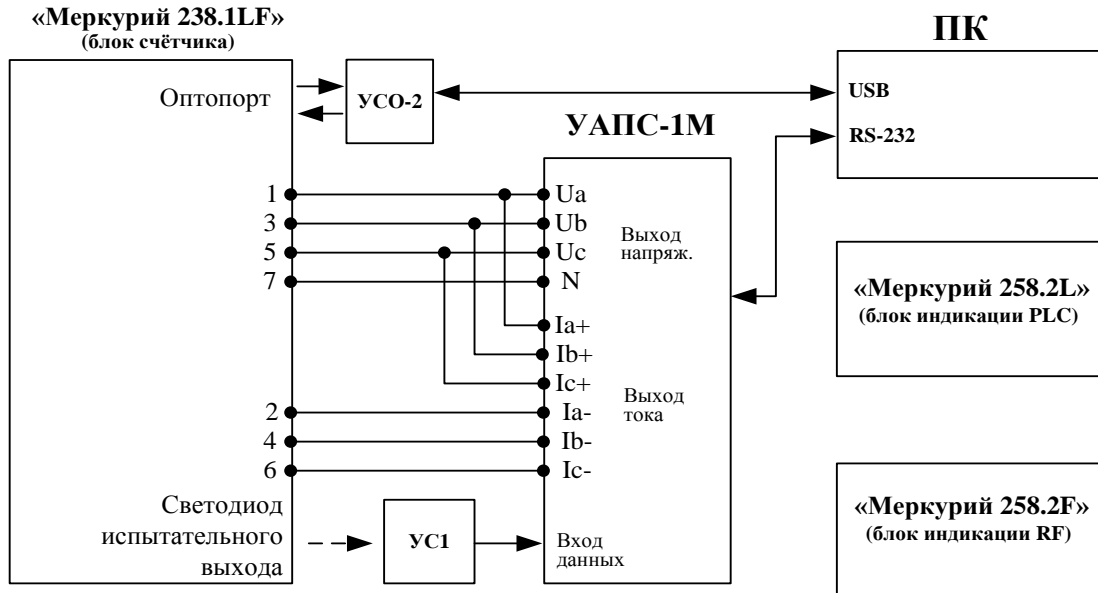 «Меркурий 238.1LF»
(блок счётчика)
ПК
Оптопорт
УСО-2
USB
RS-232
УАПС-1М
1
3
5
7
2
4
6
Ua
Ub
Uc
N
Ia+
Ib+
Ic+
Ia-
Ib-
Ic-
Выход
напряж.
Выход
тока
«Меркурий 258.2L»
(блок индикации PLC)
«Меркурий 258.2F»
(блок индикации RF)
Светодиод
испытательного
выхода
УС1
Вход
данных